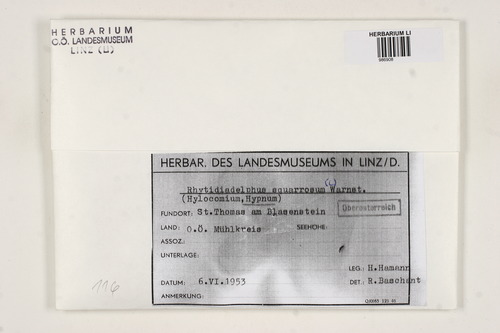 HERBARIUM
O.Ö. LANDESMUSEUM
LINZ (LI)
HERBARIUM LI
HERBAR. DES LANDESMUSEUMS IN LINZ/D.
Rhytidiadelphus squarrosum (L) Warnst.
(Hylocomium, Hypnum)
Oberösterreich
FUNDORT: St.Thomas am Blasenstein
LAND: O.Ö. Mühlkreis SEEHÖHE:
ASSOZ.:
UNTERLAGE:
LEG.: H.Hamann
DATUM: 6.VI.1953 DET.: R.Baschant
ANMERKUNG:
116